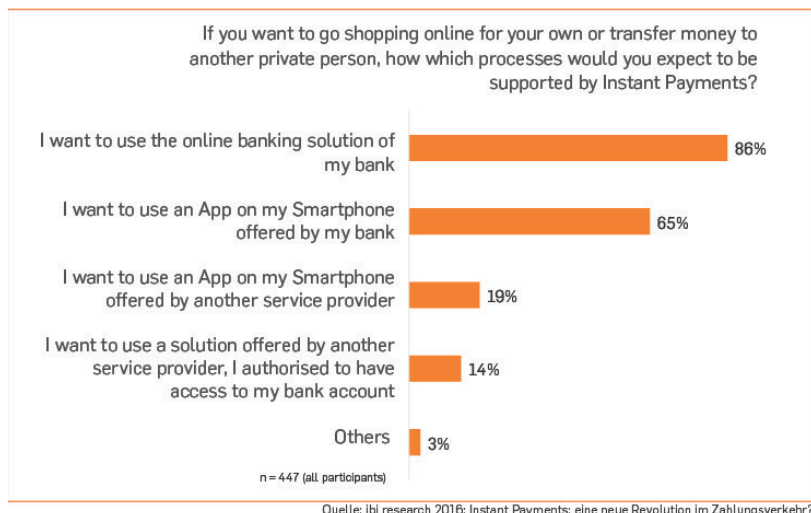 If you want to go shopping online for your own or transfer money to
another private person, how which processes would you expect to be
supported by Instant Payments?
I want to use the online banking solution of
my bank
86%
I want to use an App on my Smartphone
offered by my bank
65%
I want to use an App on my Smartphone
offered by another service provider
19%
I want to use a solution offered by another
service provider, I authorised to have
access to my bank account
14%
Others
3%
n = 447 (all participants)
Quelle: ibi research 2016: Instant Payments: eine neue Revolution im Zahlungsverkehr?